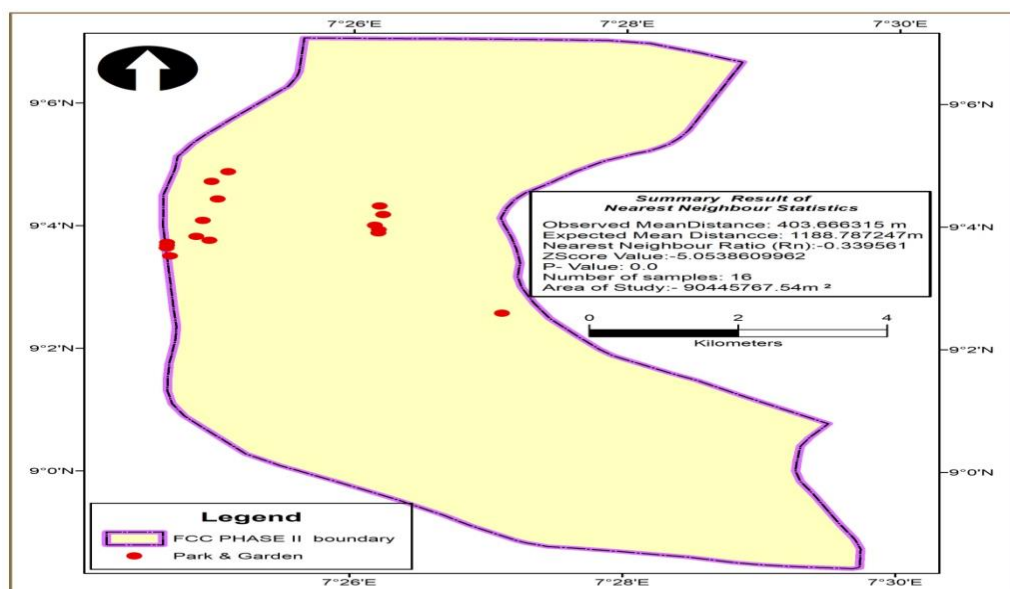 7°26'E 7°28'E 7°30'E
9°6'N 9°6'N
9°4'N 9°4'N
Summary Result of
Nearest Neighbour Statistics
Observed MeanDistance: 403.666315 m
Expected Mean Distancce: 1188.787247m
Nearest Neighbour Ratio (Rn):-0.339561
ZScore Value:-5.0538609962
P- Value: 0.0
Number of samples: 16
Area of Study:- 90445767.54m ²
0 2 4
Kilometers
9°2'N 9°2'N
9°0'N 9°0'N
Legend
FCC PHASE II boundary
Park & Garden
7°26'E 7°28'E 7°30'E